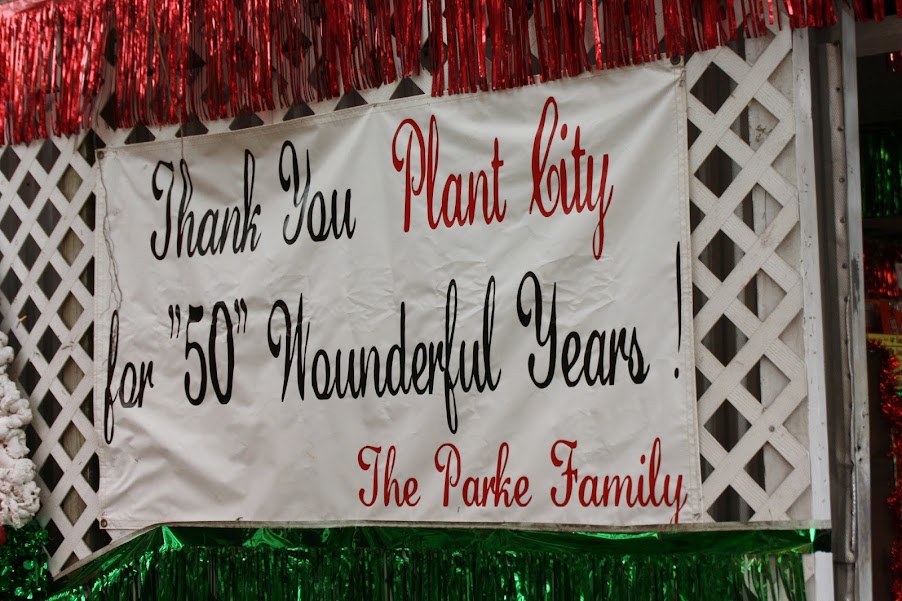 Thank You Plant City
for "50" Wounderful Years !
The Parke Family